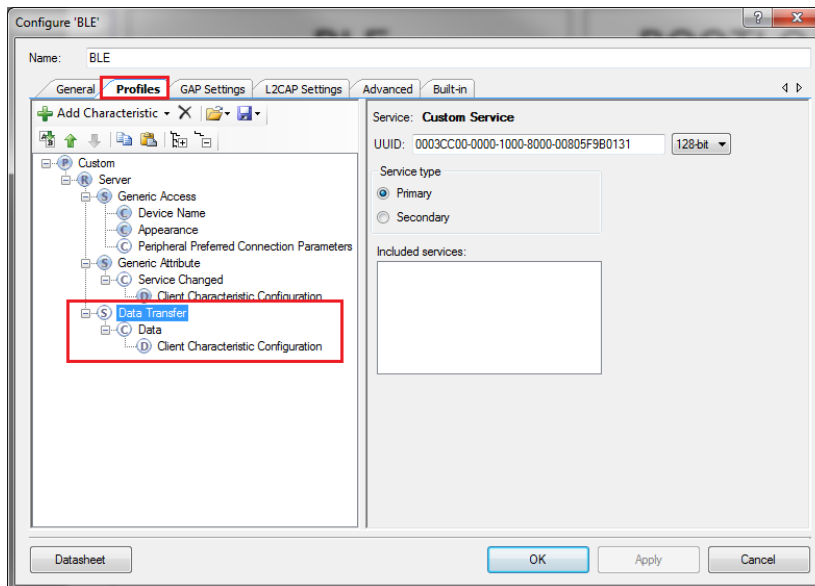 Configure 'BLE'
Name: BLE
General Profiles GAP Settings L2CAP Settings Advanced Built-in
Add Characteristic
Custom
Server
Generic Access
Device Name
Appearance
Peripheral Preferred Connection Parameters
Generic Attribute
Service Changed
Client Characteristic Configuration
Data Transfer
Data
Client Characteristic Configuration
Service: Custom Service
UUID: 0003CC00-0000-1000-8000-00805F9B0131 128-bit
Service type
Primary
Secondary
Included services:
Datasheet OK Apply Cancel